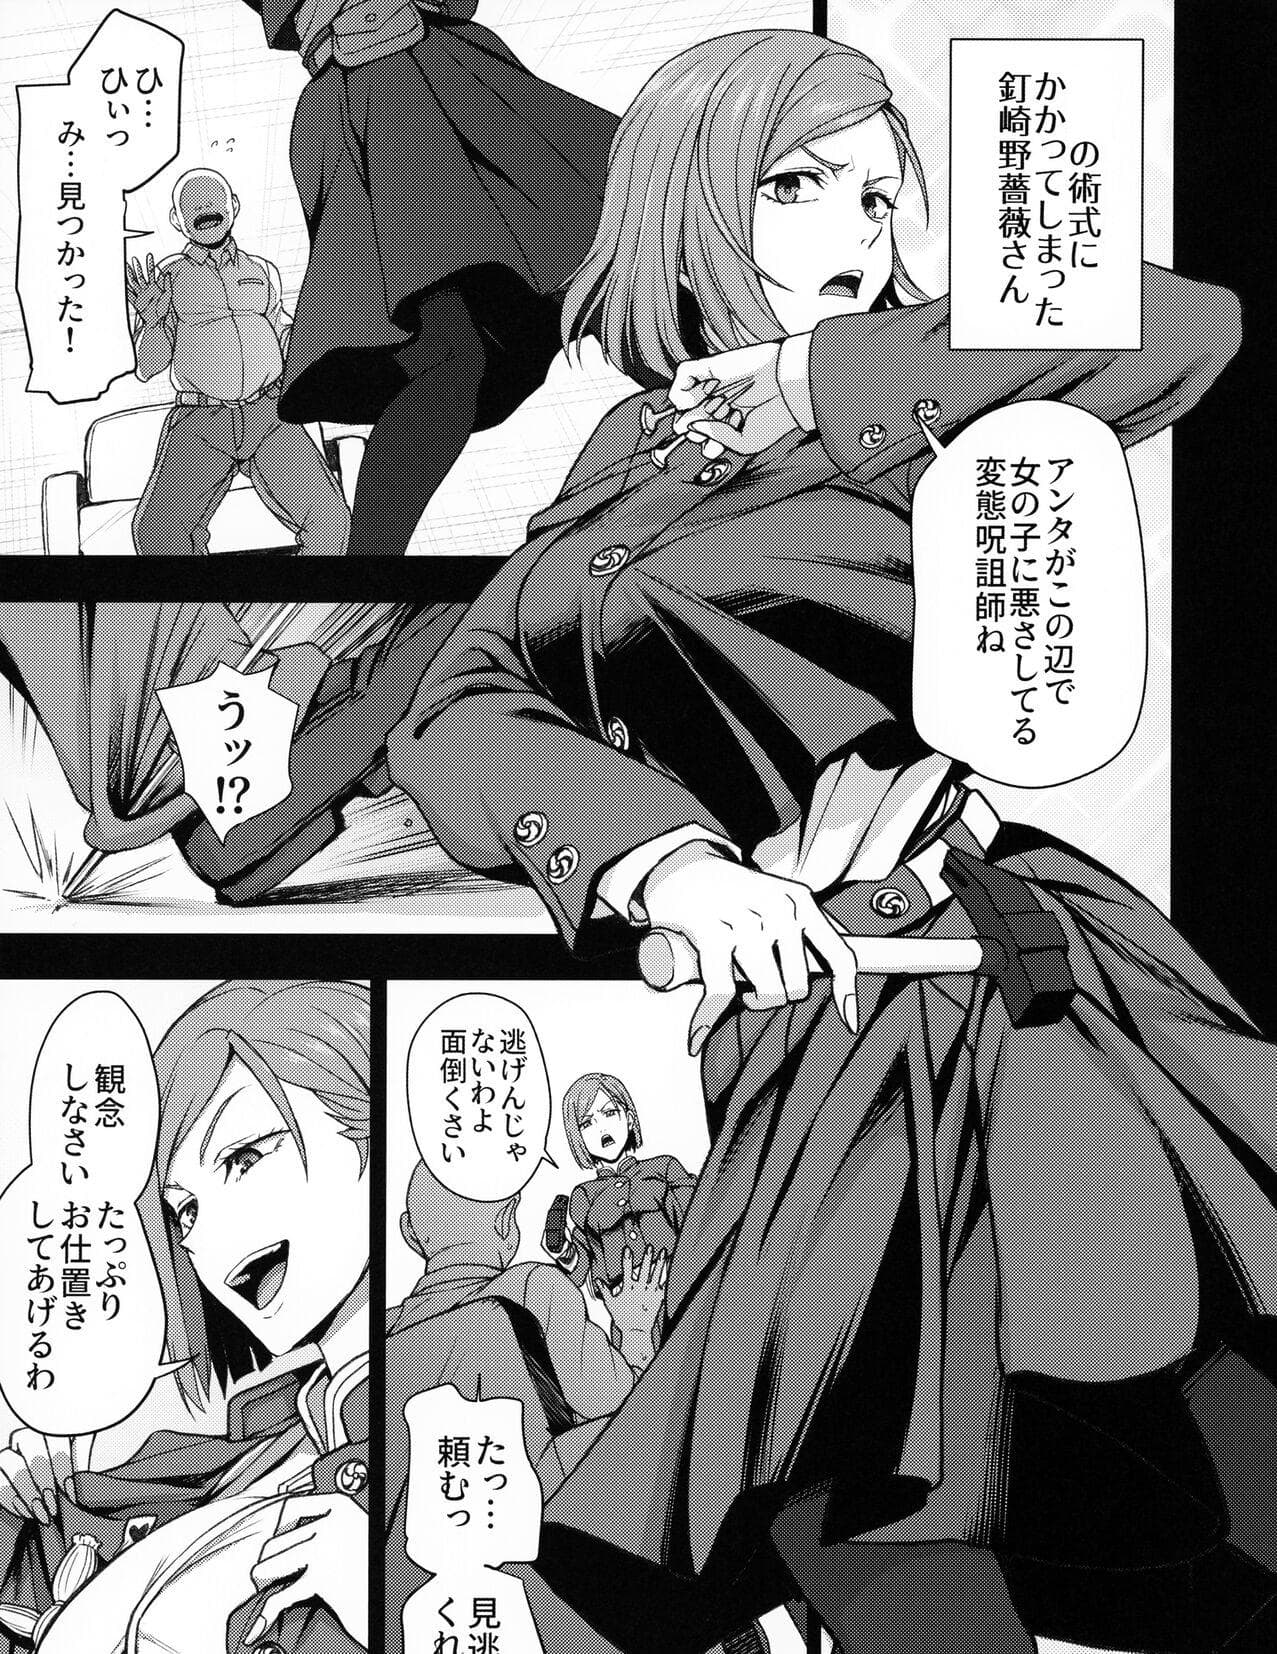 の術式に
かかってしまった
釘崎野薔薇さん
アンタがこの辺で
女の子に悪さしてる
変態呪詛師ね
ひ…
ひぃっ
み…見つかった！
うッ!?
逃げんじゃ
ないわよ
面倒くさい
たっ…
頼むっ
見逃
くれ
観念
しなさい
たっぷり
お仕置き
してあげるわ